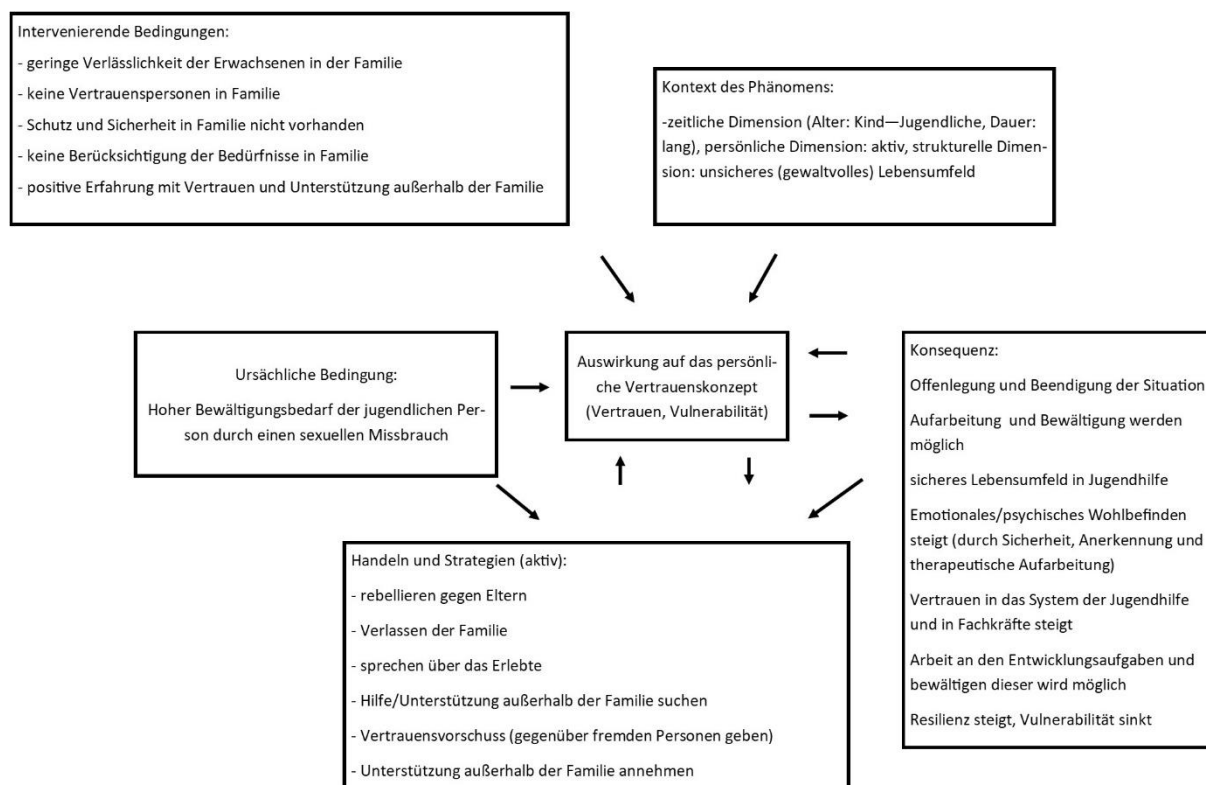 Intervenierende Bedingungen:
- geringe Verlässlichkeit der Erwachsenen in der Familie
- keine Vertrauenspersonen in Familie
- Schutz und Sicherheit in Familie nicht vorhanden
- keine Berücksichtigung der Bedürfnisse in Familie
- positive Erfahrung mit Vertrauen und Unterstützung außerhalb der Familie
Kontext des Phänomens:
-zeitliche Dimension (Alter: Kind—Jugendliche, Dauer:
lang), persönliche Dimension: aktiv, strukturelle Dimen-
sion: unsicheres (gewaltvolles) Lebensumfeld
Ursächliche Bedingung:
Hoher Bewältigungsbedarf der jugendlichen Per-
son durch einen sexuellen Missbrauch
Auswirkung auf das persönli-
che Vertrauenskonzept
(Vertrauen, Vulnerabilität)
Konsequenz:
Offenlegung und Beendigung der Situation
Aufarbeitung und Bewältigung werden
möglich
sicheres Lebensumfeld in Jugendhilfe
Emotionales/psychisches Wohlbefinden
steigt (durch Sicherheit, Anerkennung und
therapeutische Aufarbeitung)
Vertrauen in das System der Jugendhilfe
und in Fachkräfte steigt
Arbeit an den Entwicklungsaufgaben und
bewältigen dieser wird möglich
Resilienz steigt, Vulnerabilität sinkt
Handeln und Strategien (aktiv):
- rebellieren gegen Eltern
- Verlassen der Familie
- sprechen über das Erlebte
- Hilfe/Unterstützung außerhalb der Familie suchen
- Vertrauensvorschuss (gegenüber fremden Personen geben)
- Unterstützung außerhalb der Familie annehmen